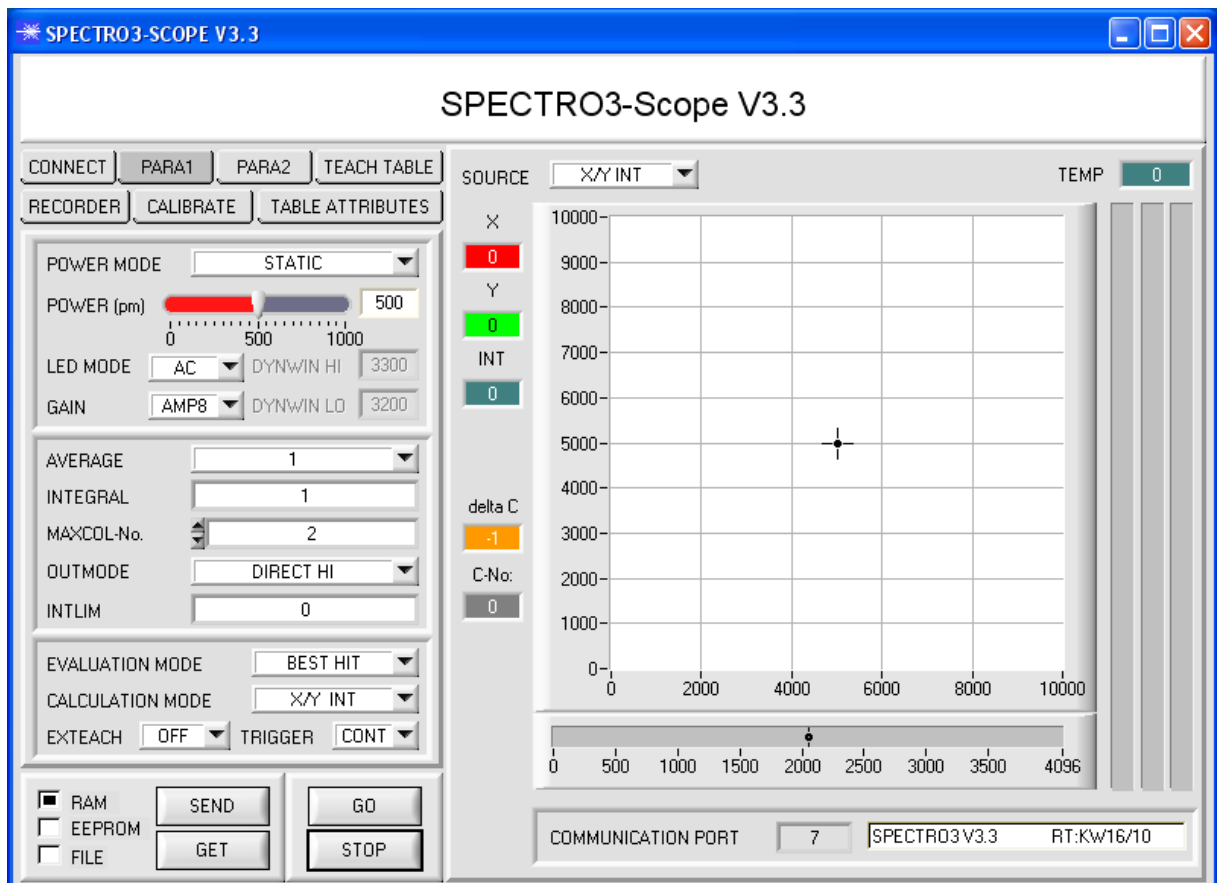 SPECTRO3-SCOPE V3.3
SPECTRO3-Scope V3.3
CONNECT PARA1 PARA2 TEACH TABLE
RECORDER CALIBRATE TABLE ATTRIBUTES
POWER MODE STATIC
POWER (pm) 500
0 500 1000
LED MODE AC DYNWIN HI 3300
GAIN AMP8 DYNWIN LO 3200
AVERAGE 1
INTEGRAL 1
MAXCOL-No. 2
OUTMODE DIRECT HI
INTLIM 0
EVALUATION MODE BEST HIT
CALCULATION MODE X/Y INT
EXTEACH OFF TRIGGER CONT
RAM
EEPROM
FILE
SEND GO
GET STOP
SOURCE X/Y INT TEMP 0
X
0
Y
0
INT
0
delta C
-1
C-No:
0
10000
9000
8000
7000
6000
5000
4000
3000
2000
1000
0
0 2000 4000 6000 8000 10000
0 500 1000 1500 2000 2500 3000 3500 4096
COMMUNICATION PORT 7 SPECTRO3 V3.3 RT:KW16/10